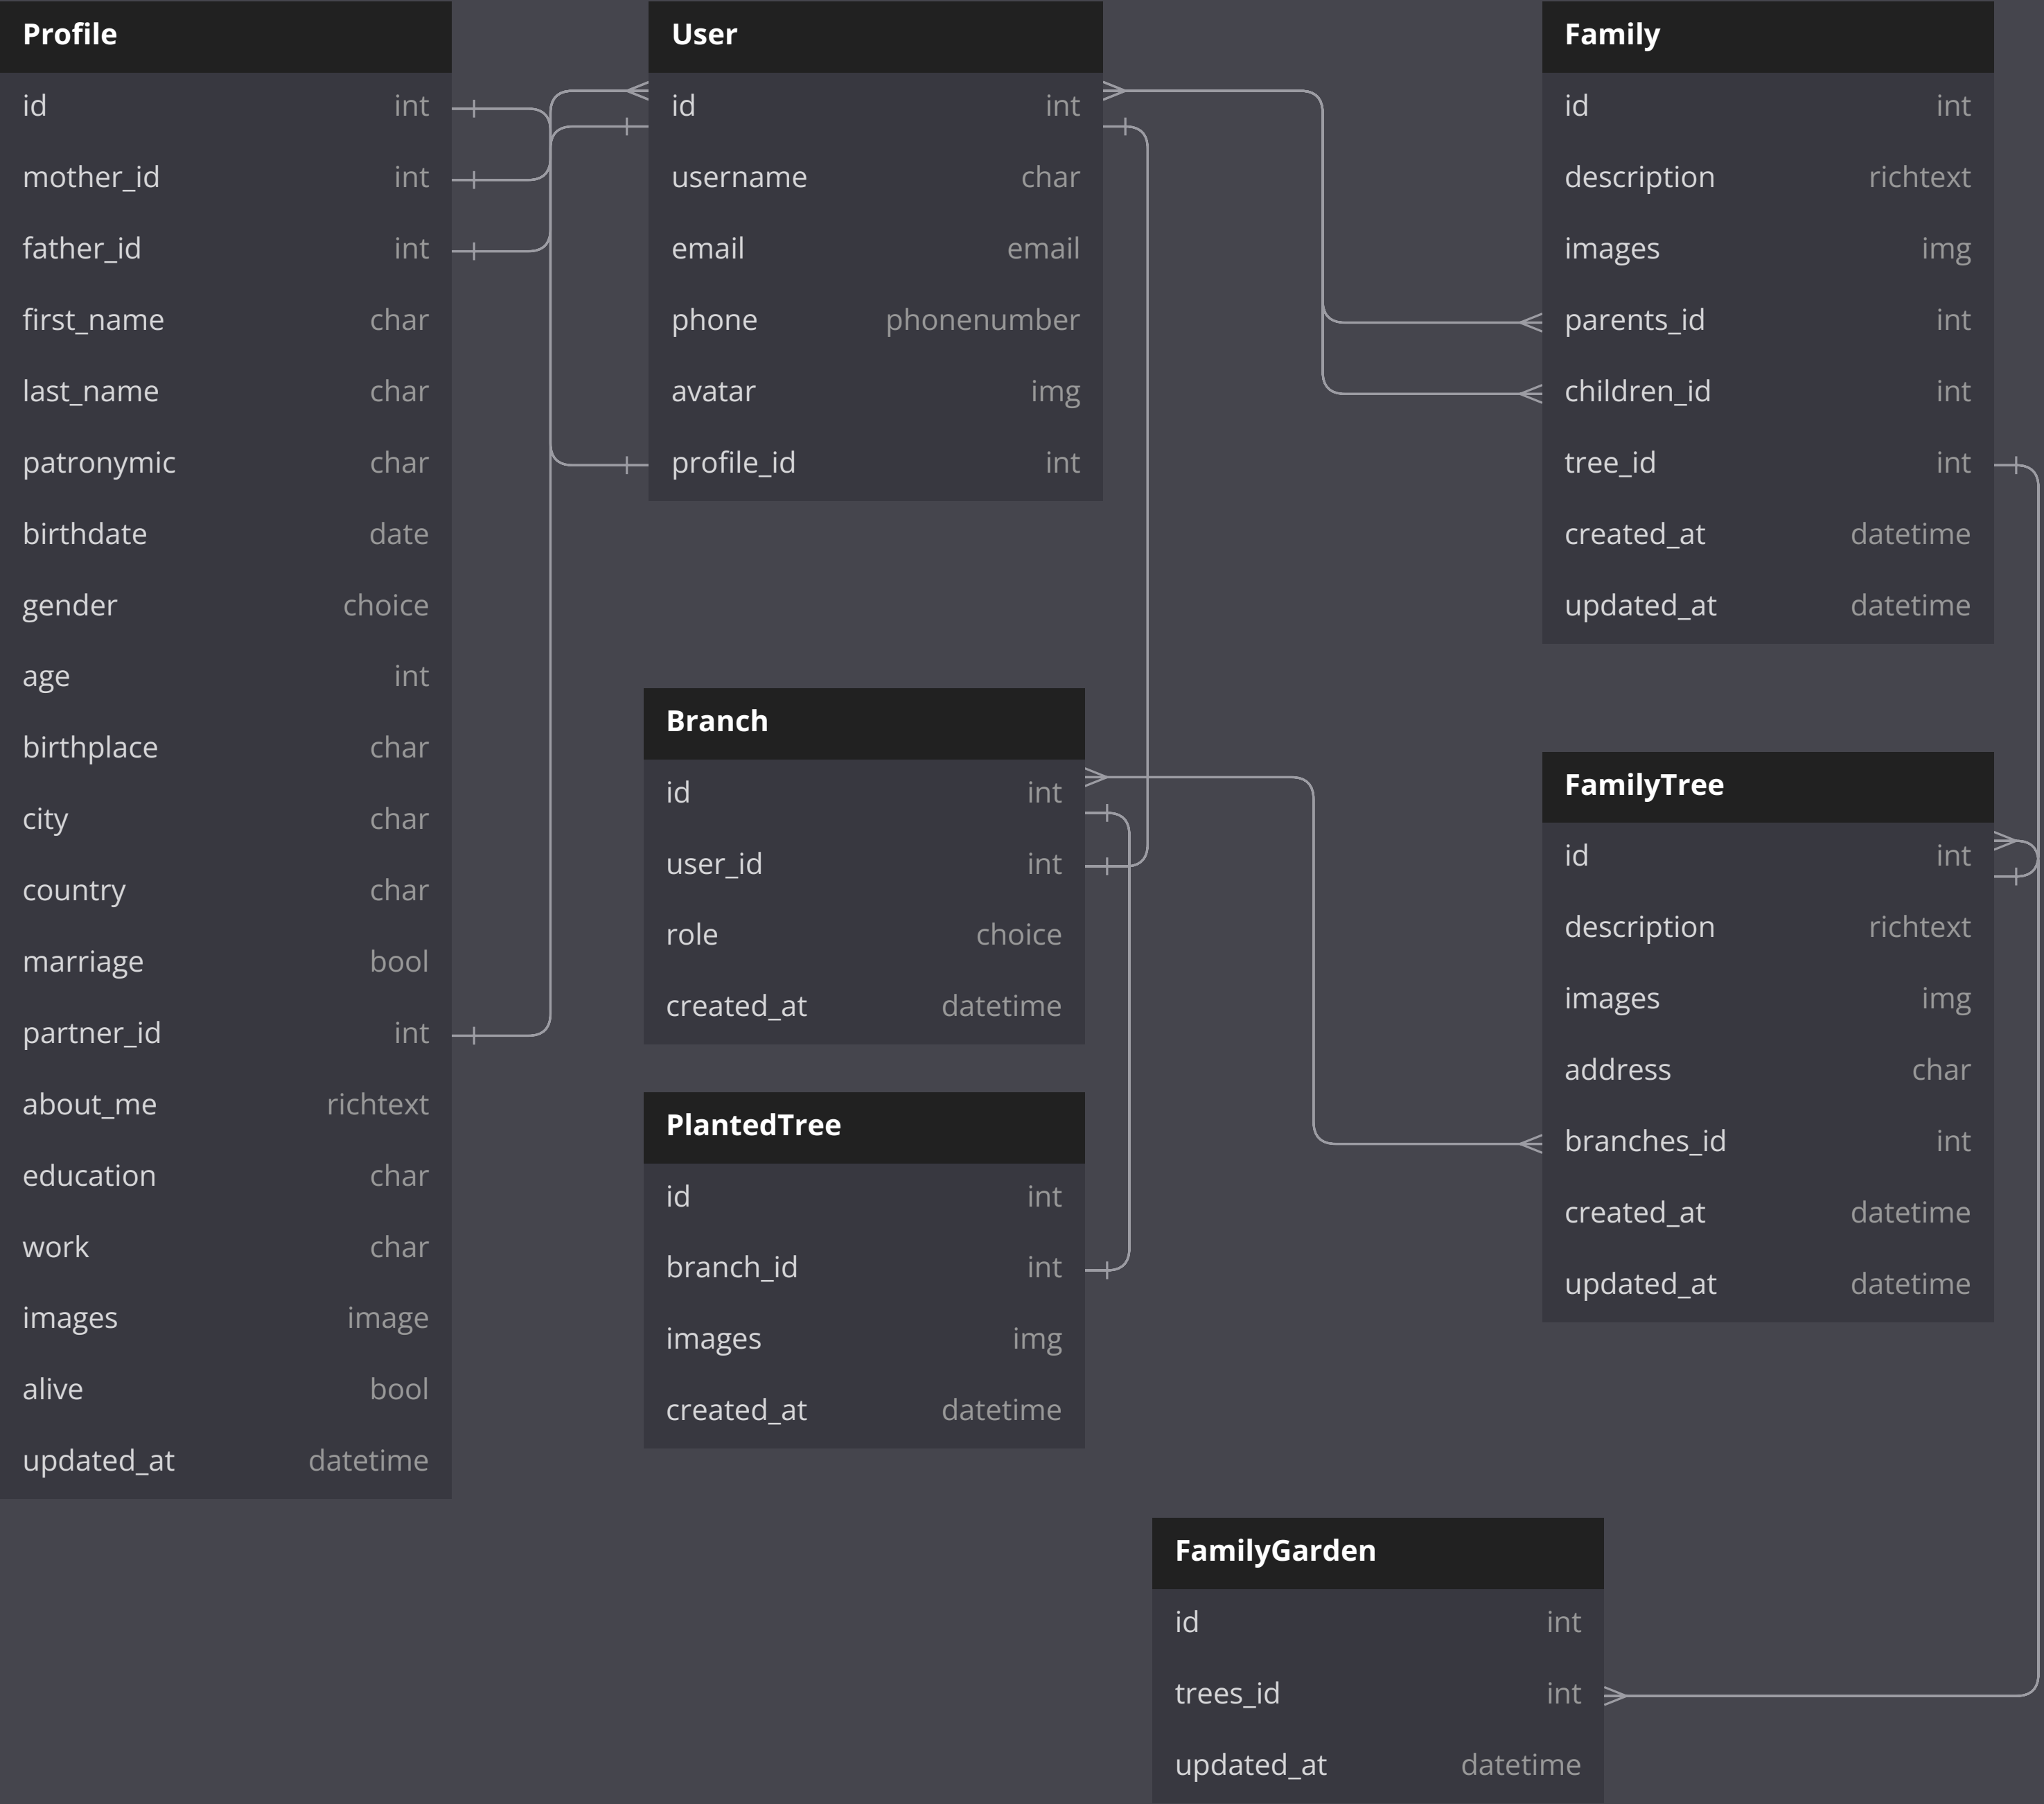 Profile
id int
mother_id int
father_id int
first_name char
last_name char
patronymic char
birthdate date
gender choice
age int
birthplace char
city char
country char
marriage bool
partner_id int
about_me richtext
education char
work char
images image
alive bool
updated_at datetime
User
id int
username char
email email
phone phonenumber
avatar img
profile_id int
Branch
id int
user_id int
role choice
created_at datetime
PlantedTree
id int
branch_id int
images img
created_at datetime
Family
id int
description richtext
images img
parents_id int
children_id int
tree_id int
created_at datetime
updated_at datetime
FamilyTree
id int
description richtext
images img
address char
branches_id int
created_at datetime
updated_at datetime
FamilyGarden
id int
trees_id int
updated_at datetime